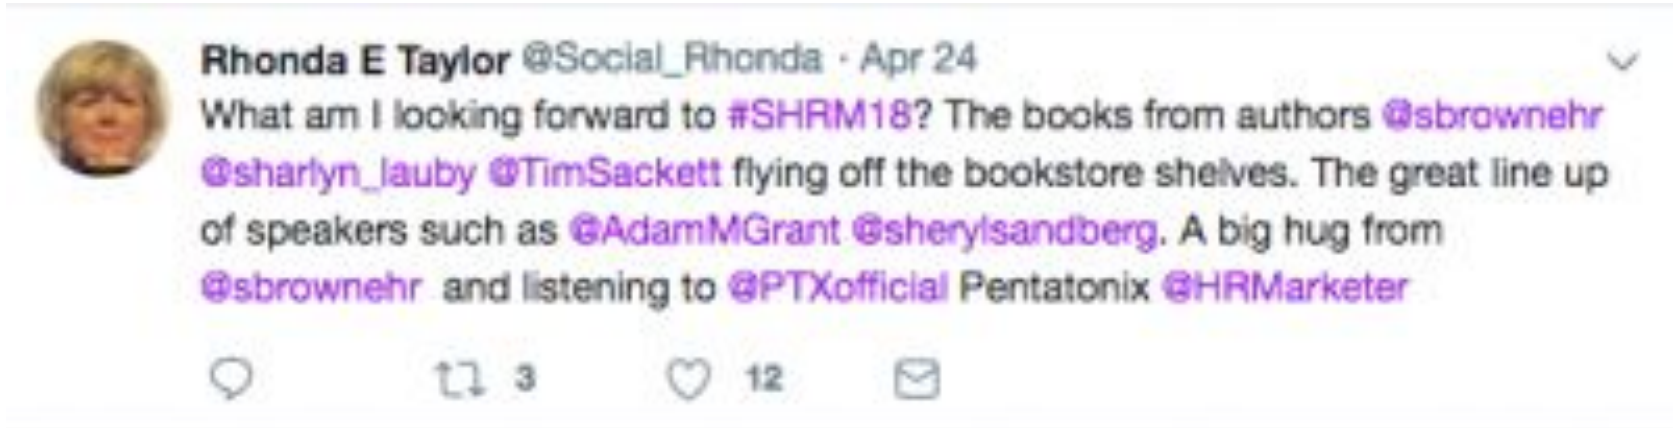 Rhonda E Taylor @Social_Rhonda · Apr 24
What am I looking forward to #SHRM18? The books from authors @sbrownehr
@sharlyn_lauby @TimSackett flying off the bookstore shelves. The great line up
of speakers such as @AdamMGrant @sherylsandberg. A big hug from
@sbrownehr and listening to @PTXofficial Pentatonix @HRMarketer
3 12